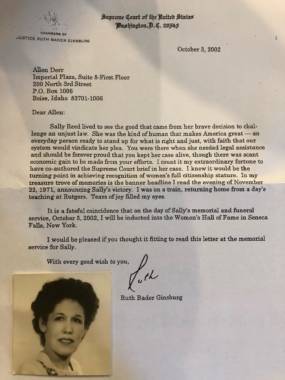 Supreme Court of the United States
Washington, D.C. 20543
CHAMBERS OF
JUSTICE RUTH BADER GINSBURG
October 3, 2002
Allen Derr
Imperial Plaza, Suite 5-First Floor
200 North 3rd Street
P.O. Box 1006
Boise, Idaho 83701-1006
Dear Allen:
Sally Reed lived to see the good that came from her brave decision to chal-
lenge an unjust law. She was the kind of human that makes America great — an
everyday person ready to stand up for what is right and just, with faith that our
system would vindicate her plea. You were there when she needed legal assistance
and should be forever proud that you kept her case alive, though there was scant
economic gain to be made from your efforts. I count it my extraordinary fortune to
have co-authored the Supreme Court brief in her case. I knew it would be the
turning point in achieving recognition of women's full citizenship stature. In my
treasure trove of memories is the banner headline I read the evening of November
22, 1971, announcing Sally's victory. I was on a train, returning home from a day's
teaching at Rutgers. Tears of joy filled my eyes.
It is a fateful coincidence that on the day of Sally's memorial and funeral
service, October 5, 2002, I will be inducted into the Women's Hall of Fame in Seneca
Falls, New York.
I would be pleased if you thought it fitting to read this letter at the memorial
service for Sally.
With every good wish to you,
Ruth
Ruth Bader Ginsburg